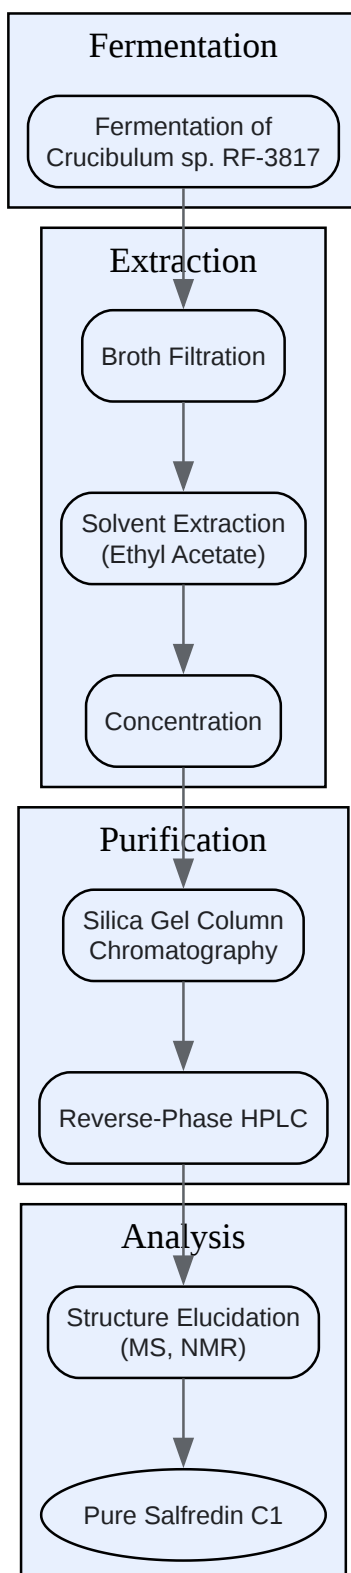 Fermentation
Fermentation of
Crucibulum sp. RF-3817
Extraction
Broth Filtration
Solvent Extraction
(Ethyl Acetate)
Concentration
Purification
Silica Gel Column
Chromatography
Reverse-Phase HPLC
Analysis
Structure Elucidation
(MS, NMR)
Pure Salfredin C1